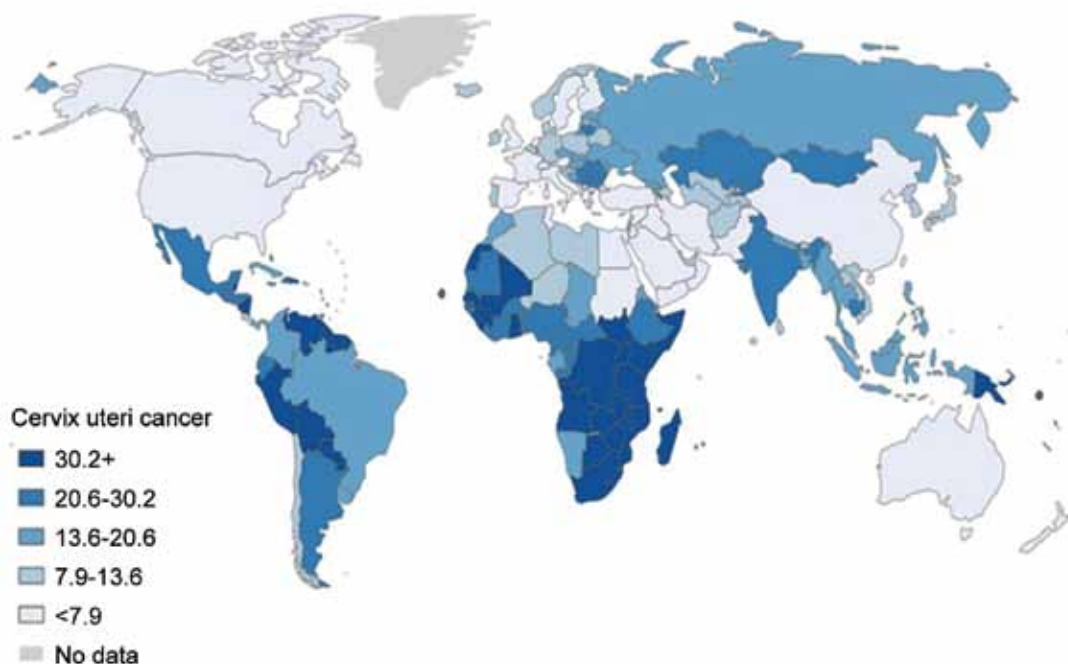 Cervix uteri cancer
30.2+
20.6-30.2
13.6-20.6
7.9-13.6
<7.9
No data